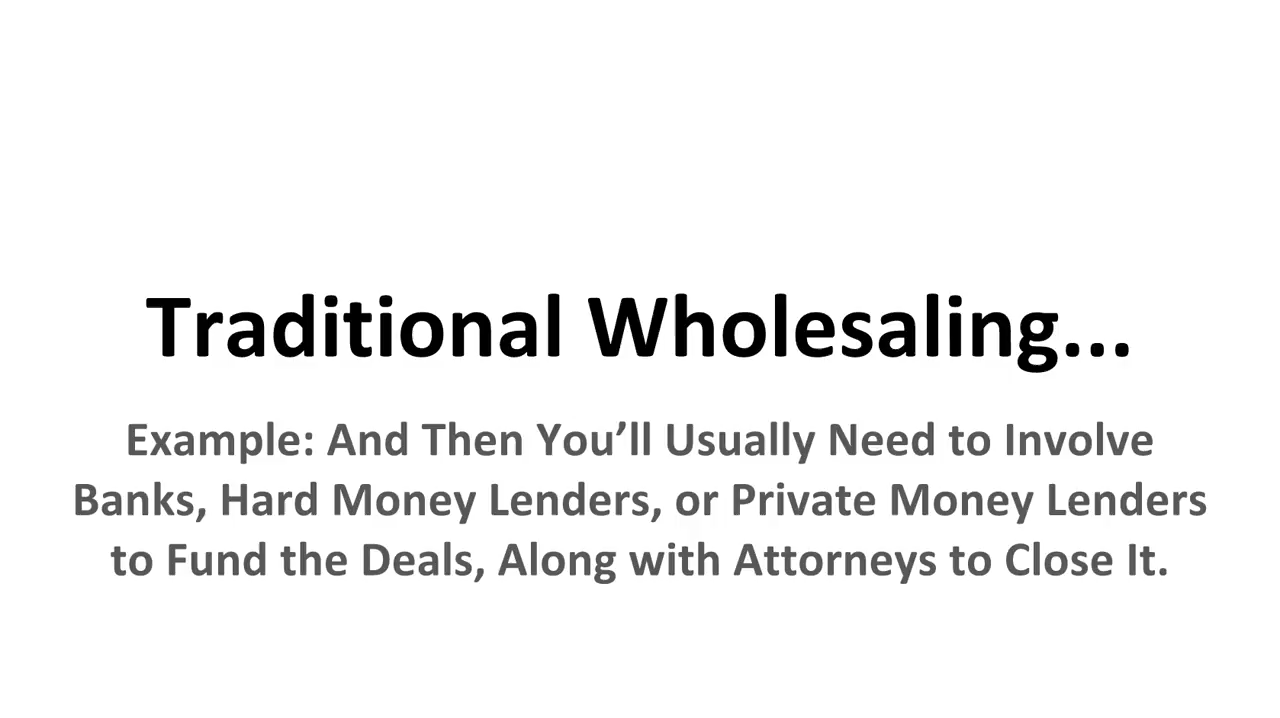 Traditional Wholesaling...
Example: And Then You’ll Usually Need to Involve
Banks, Hard Money Lenders, or Private Money Lenders
to Fund the Deals, Along with Attorneys to Close It.